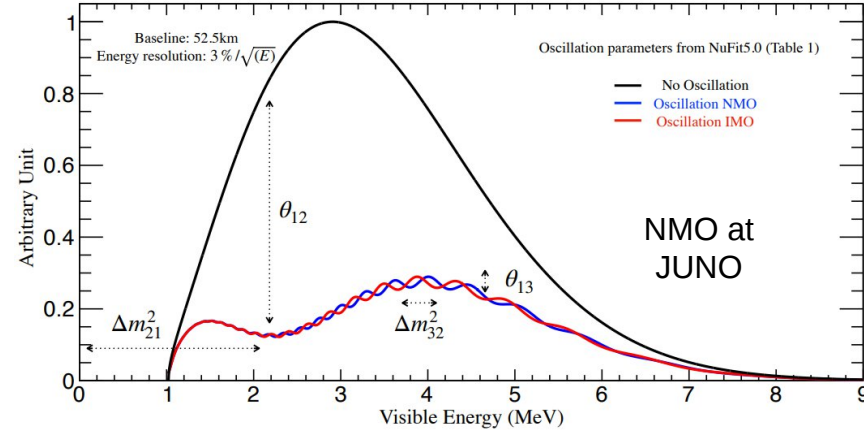 Baseline: 52.5km
Energy resolution: 3 %/√(E)
Oscillation parameters from NuFit5.0 (Table 1)
No Oscillation
Oscillation NMO
Oscillation IMO
NMO at
JUNO
θ₁₂
θ₁₃
Δm²₂₁
Δm²₃₂
Arbitrary Unit
1
0.8
0.6
0.4
0.2
0
0 1 2 3 4 5 6 7 8 9
Visible Energy (MeV)